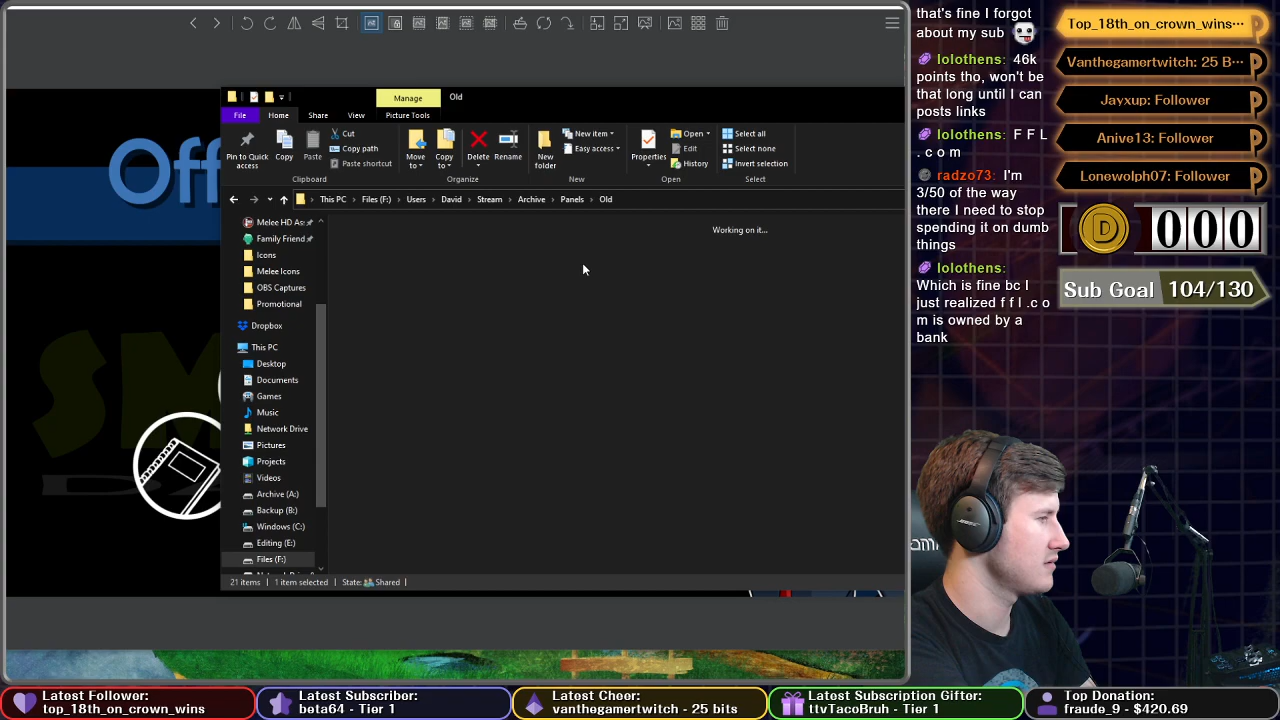 that's fine I forgot
about my sub
lolothens: 46k
points tho, won't be
that long until I can
posts links
lolothens: F F L
. c o m
radzo73: I'm
3/50 of the way
there I need to stop
spending it on dumb
things
lolothens:
Which is fine bc I
just realized f f l .c o
m is owned by a
bank
Top_18th_on_crown_wins···
Vanthegamertwitch: 25 B···
Jayxup: Follower
Anive13: Follower
Lonewolph07: Follower
D 000
Sub Goal 104/130
Off
SM
Manage Old
File Home Share View Picture Tools
Pin to Quick access
Copy
Paste
Cut
Copy path
Paste shortcut
Clipboard
Move to
Copy to
Delete
Rename
Organize
New folder
New item
Easy access
New
Properties
Open
Edit
History
Open
Select all
Select none
Invert selection
Select
This PC > Files (F:) > Users > David > Stream > Archive > Panels > Old
Working on it...
Melee HD As
Family Friend
Icons
Melee Icons
OBS Captures
Promotional
Dropbox
This PC
Desktop
Documents
Games
Music
Network Drive
Pictures
Projects
Videos
Archive (A:)
Backup (B:)
Windows (C:)
Editing (E:)
Files (F:)
21 items 1 item selected State: Shared
Latest Follower:
top_18th_on_crown_wins
Latest Subscriber:
beta64 - Tier 1
Latest Cheer:
vanthegamertwitch - 25 bits
Latest Subscription Gifter:
ttvTacoBruh - Tier 1
Top Donation:
fraude_9 - $420.69